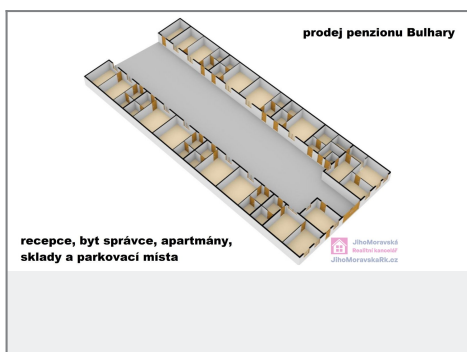 prodej penzionu Bulhary
recepce, byt správce, apartmány,
sklady a parkovací místa
JihoMoravská
Realitní kancelář
JihoMoravskaRk.cz